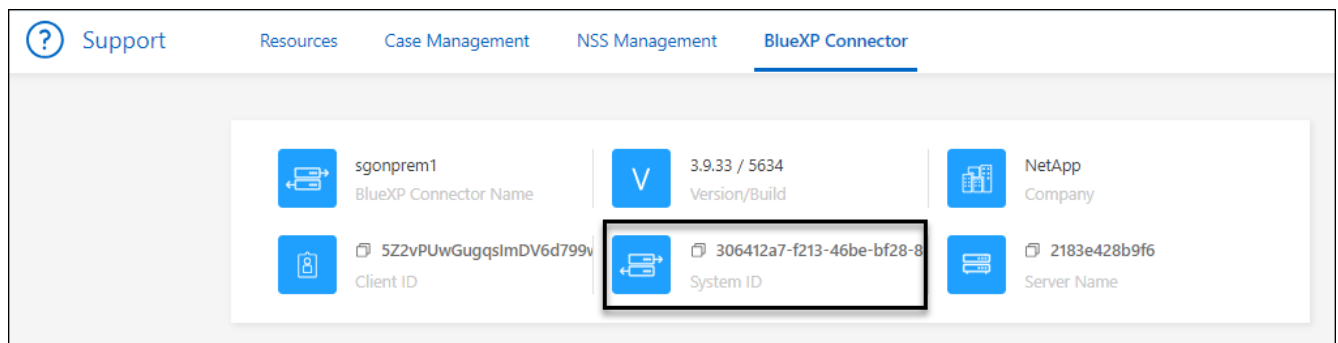 ? Support Resources Case Management NSS Management BlueXP Connector
sgonprem1
BlueXP Connector Name
V
3.9.33 / 5634
Version/Build
NetApp
Company
5Z2vPUwGugqsImDV6d799
Client ID
306412a7-f213-46be-bf28-8
System ID
2183e428b9f6
Server Name